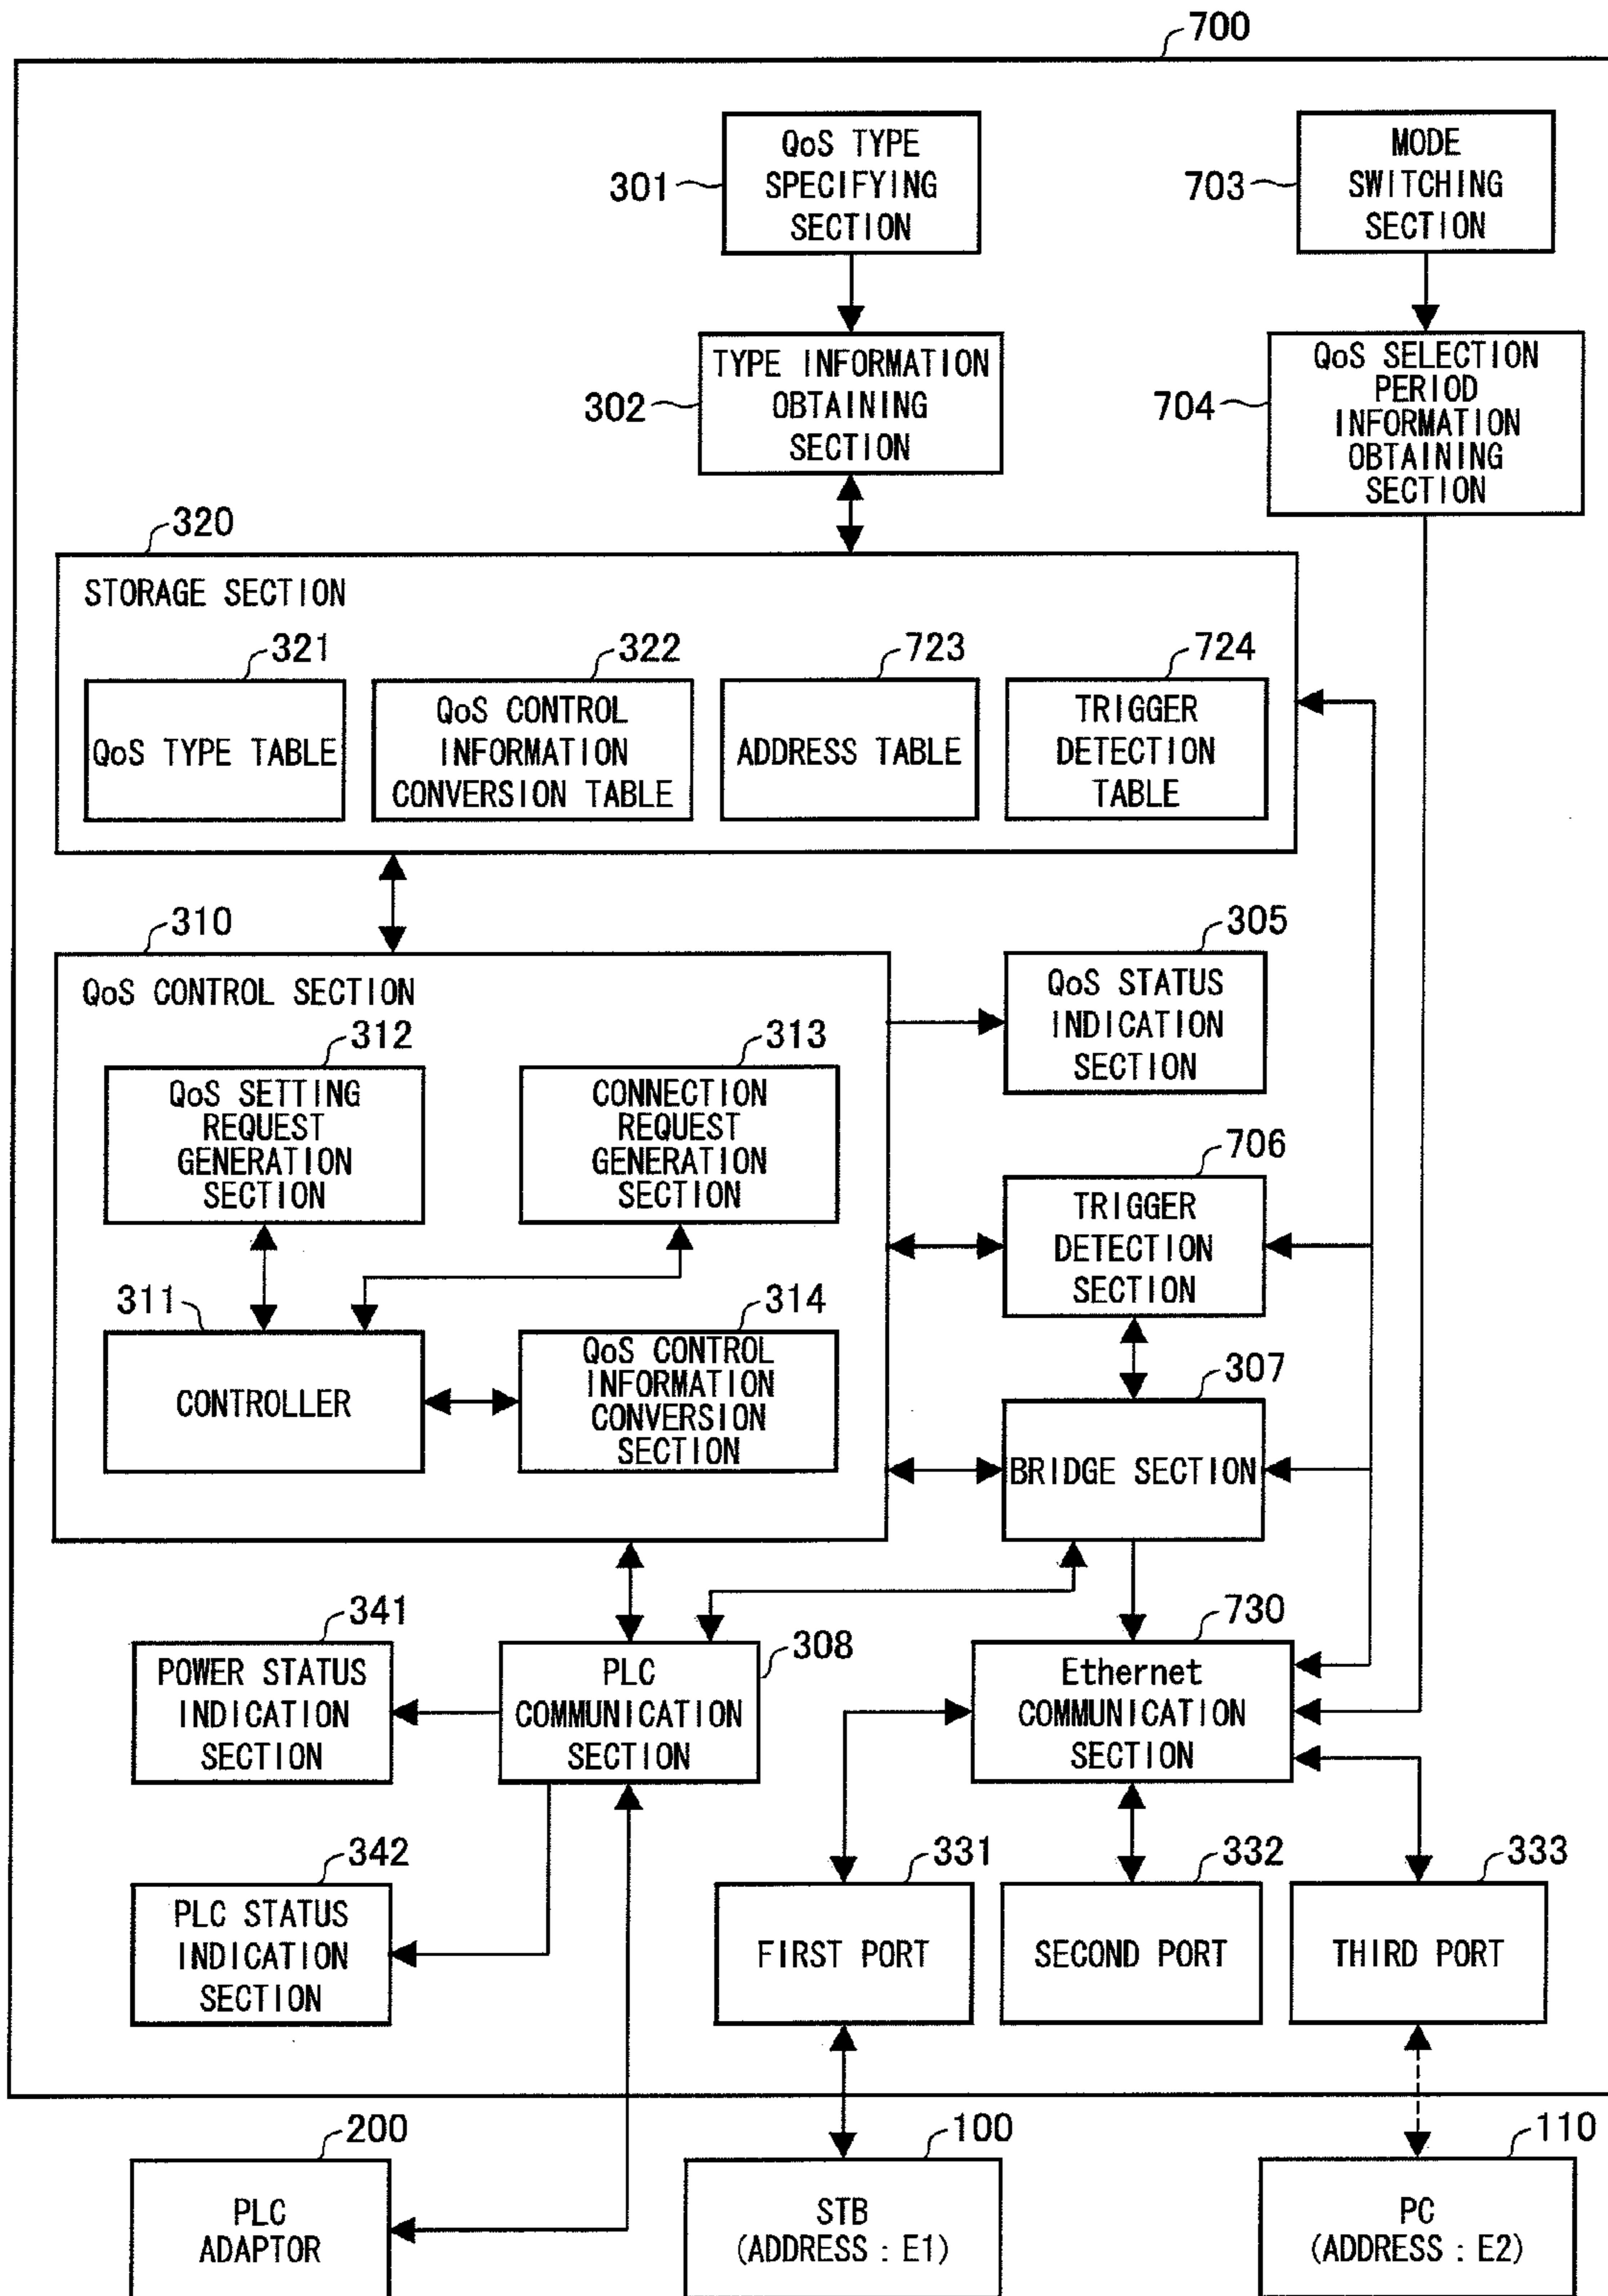 700
QoS TYPE
SPECIFYING
SECTION
301
MODE
SWITCHING
SECTION
703
TYPE INFORMATION
OBTAINING
SECTION
302
QoS SELECTION
PERIOD
INFORMATION
OBTAINING
SECTION
704
320
STORAGE SECTION
321
QoS TYPE TABLE
322
QoS CONTROL
INFORMATION
CONVERSION TABLE
723
ADDRESS TABLE
724
TRIGGER
DETECTION
TABLE
310
QoS CONTROL SECTION
305
QoS STATUS
INDICATION
SECTION
312
QoS SETTING
REQUEST
GENERATION
SECTION
313
CONNECTION
REQUEST
GENERATION
SECTION
706
TRIGGER
DETECTION
SECTION
311
CONTROLLER
314
QoS CONTROL
INFORMATION
CONVERSION
SECTION
307
BRIDGE SECTION
341
POWER STATUS
INDICATION
SECTION
308
PLC
COMMUNICATION
SECTION
730
Ethernet
COMMUNICATION
SECTION
342
PLC STATUS
INDICATION
SECTION
331
FIRST PORT
332
SECOND PORT
333
THIRD PORT
200
PLC
ADAPTOR
100
STB
(ADDRESS : E1)
110
PC
(ADDRESS : E2)